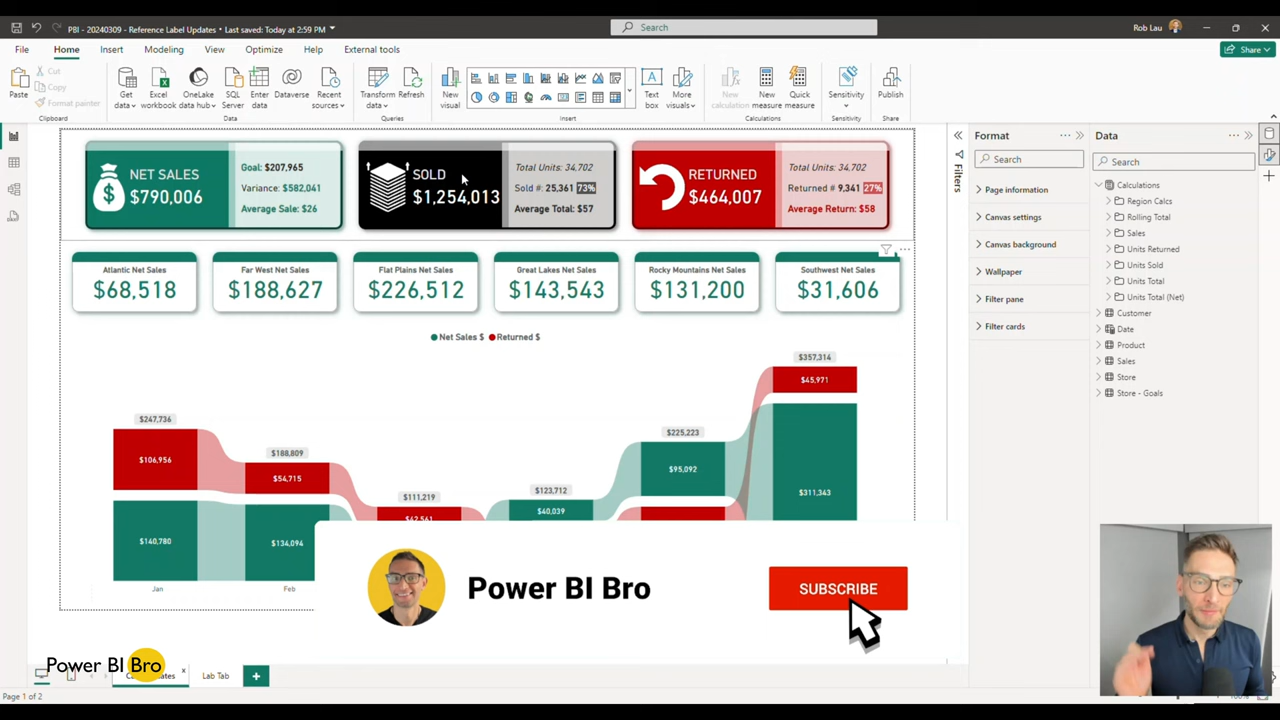 PBI - 20240309 - Reference Label Updates • Last saved: Today at 2:59 PM
Search
Rob Lau
File Home Insert Modeling View Optimize Help External tools
Share
Paste
Cut
Copy
Format painter
Clipboard
Get data
Excel workbook
OneLake data hub
SQL Server
Enter data
Dataverse
Recent sources
Data
Transform data
Refresh
Queries
New visual
Text box
More visuals
Insert
New calculation
New measure
Quick measure
Calculations
Sensitivity
Sensitivity
Publish
Share
NET SALES
$790,006
Goal: $207,965
Variance: $582,041
Average Sale: $26
SOLD
$1,254,013
Total Units: 34,702
Sold #: 25,361 73%
Average Total: $57
RETURNED
$464,007
Total Units: 34,702
Returned # 9,341 27%
Average Return: $58
Atlantic Net Sales
$68,518
Far West Net Sales
$188,627
Flat Plains Net Sales
$226,512
Great Lakes Net Sales
$143,543
Rocky Mountains Net Sales
$131,200
Southwest Net Sales
$31,606
Net Sales $ Returned $
$247,736
$106,956
$140,780
Jan
$188,809
$54,715
$134,094
Feb
$111,219
$62,561
$123,712
$40,039
$225,223
$95,092
$357,314
$45,971
$311,343
Filters
Format
Search
Page information
Canvas settings
Canvas background
Wallpaper
Filter pane
Filter cards
Data
Search
Calculations
Region Calcs
Rolling Total
Sales
Units Returned
Units Sold
Units Total
Units Total (Net)
Customer
Date
Product
Sales
Store
Store - Goals
Power BI Bro
SUBSCRIBE
Power BI Bro
Lab Tab
Page 1 of 2